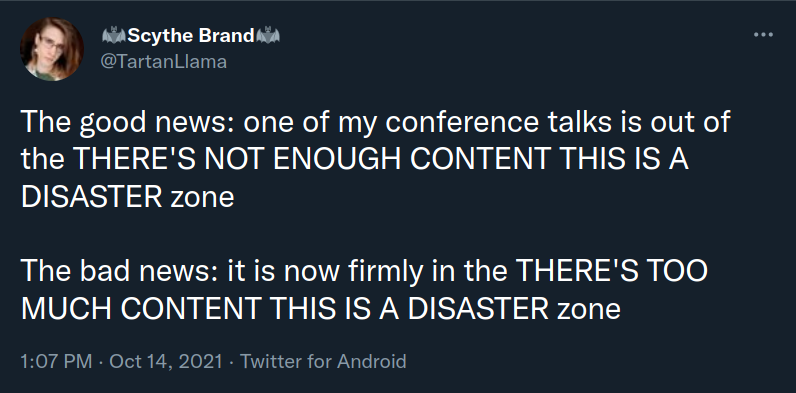 🦇Scythe Brand🦇
@TartanLlama
The good news: one of my conference talks is out of
the THERE'S NOT ENOUGH CONTENT THIS IS A
DISASTER zone
The bad news: it is now firmly in the THERE'S TOO
MUCH CONTENT THIS IS A DISASTER zone
1:07 PM · Oct 14, 2021 · Twitter for Android